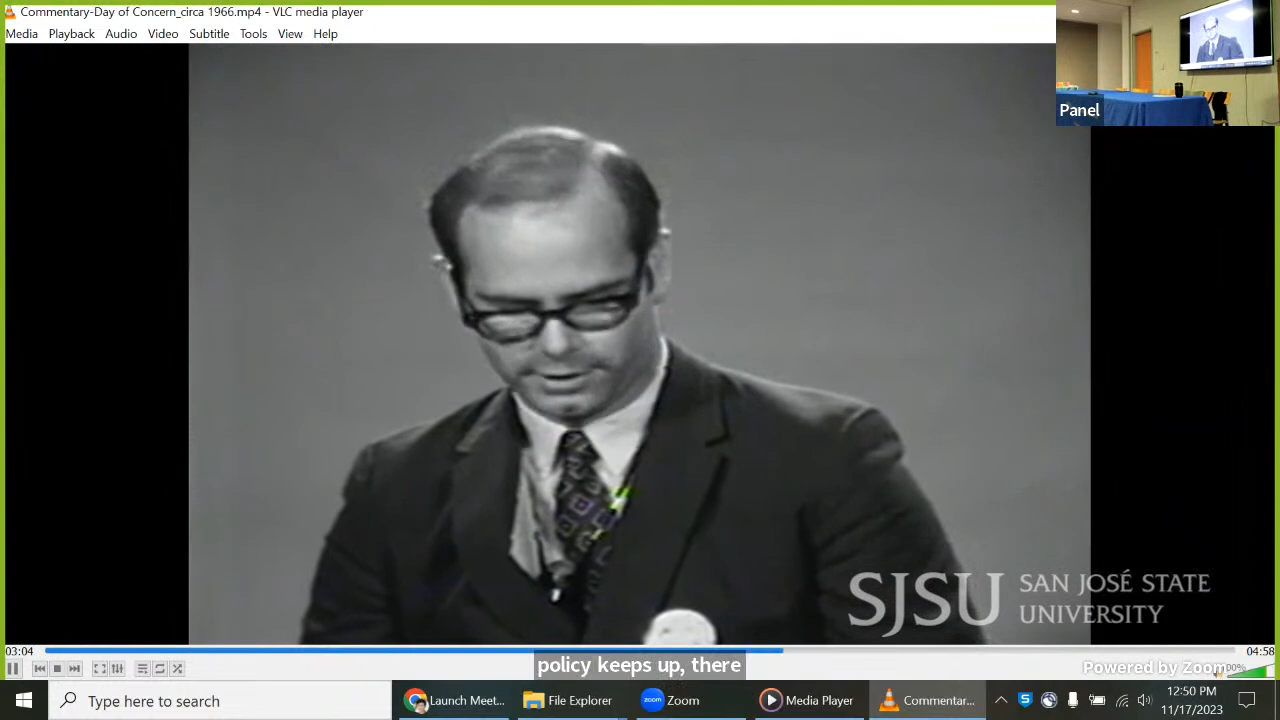 Commentary-Day of Concern_circa 1966.mp4 - VLC media player
Media Playback Audio Video Subtitle Tools View Help
Panel
SJSU SAN JOSÉ STATE
UNIVERSITY
03:04
04:58
policy keeps up, there
Powered by Zoom
Type here to search
Launch Meet...
File Explorer
Zoom
Media Player
Commentar...
12:50 PM
11/17/2023